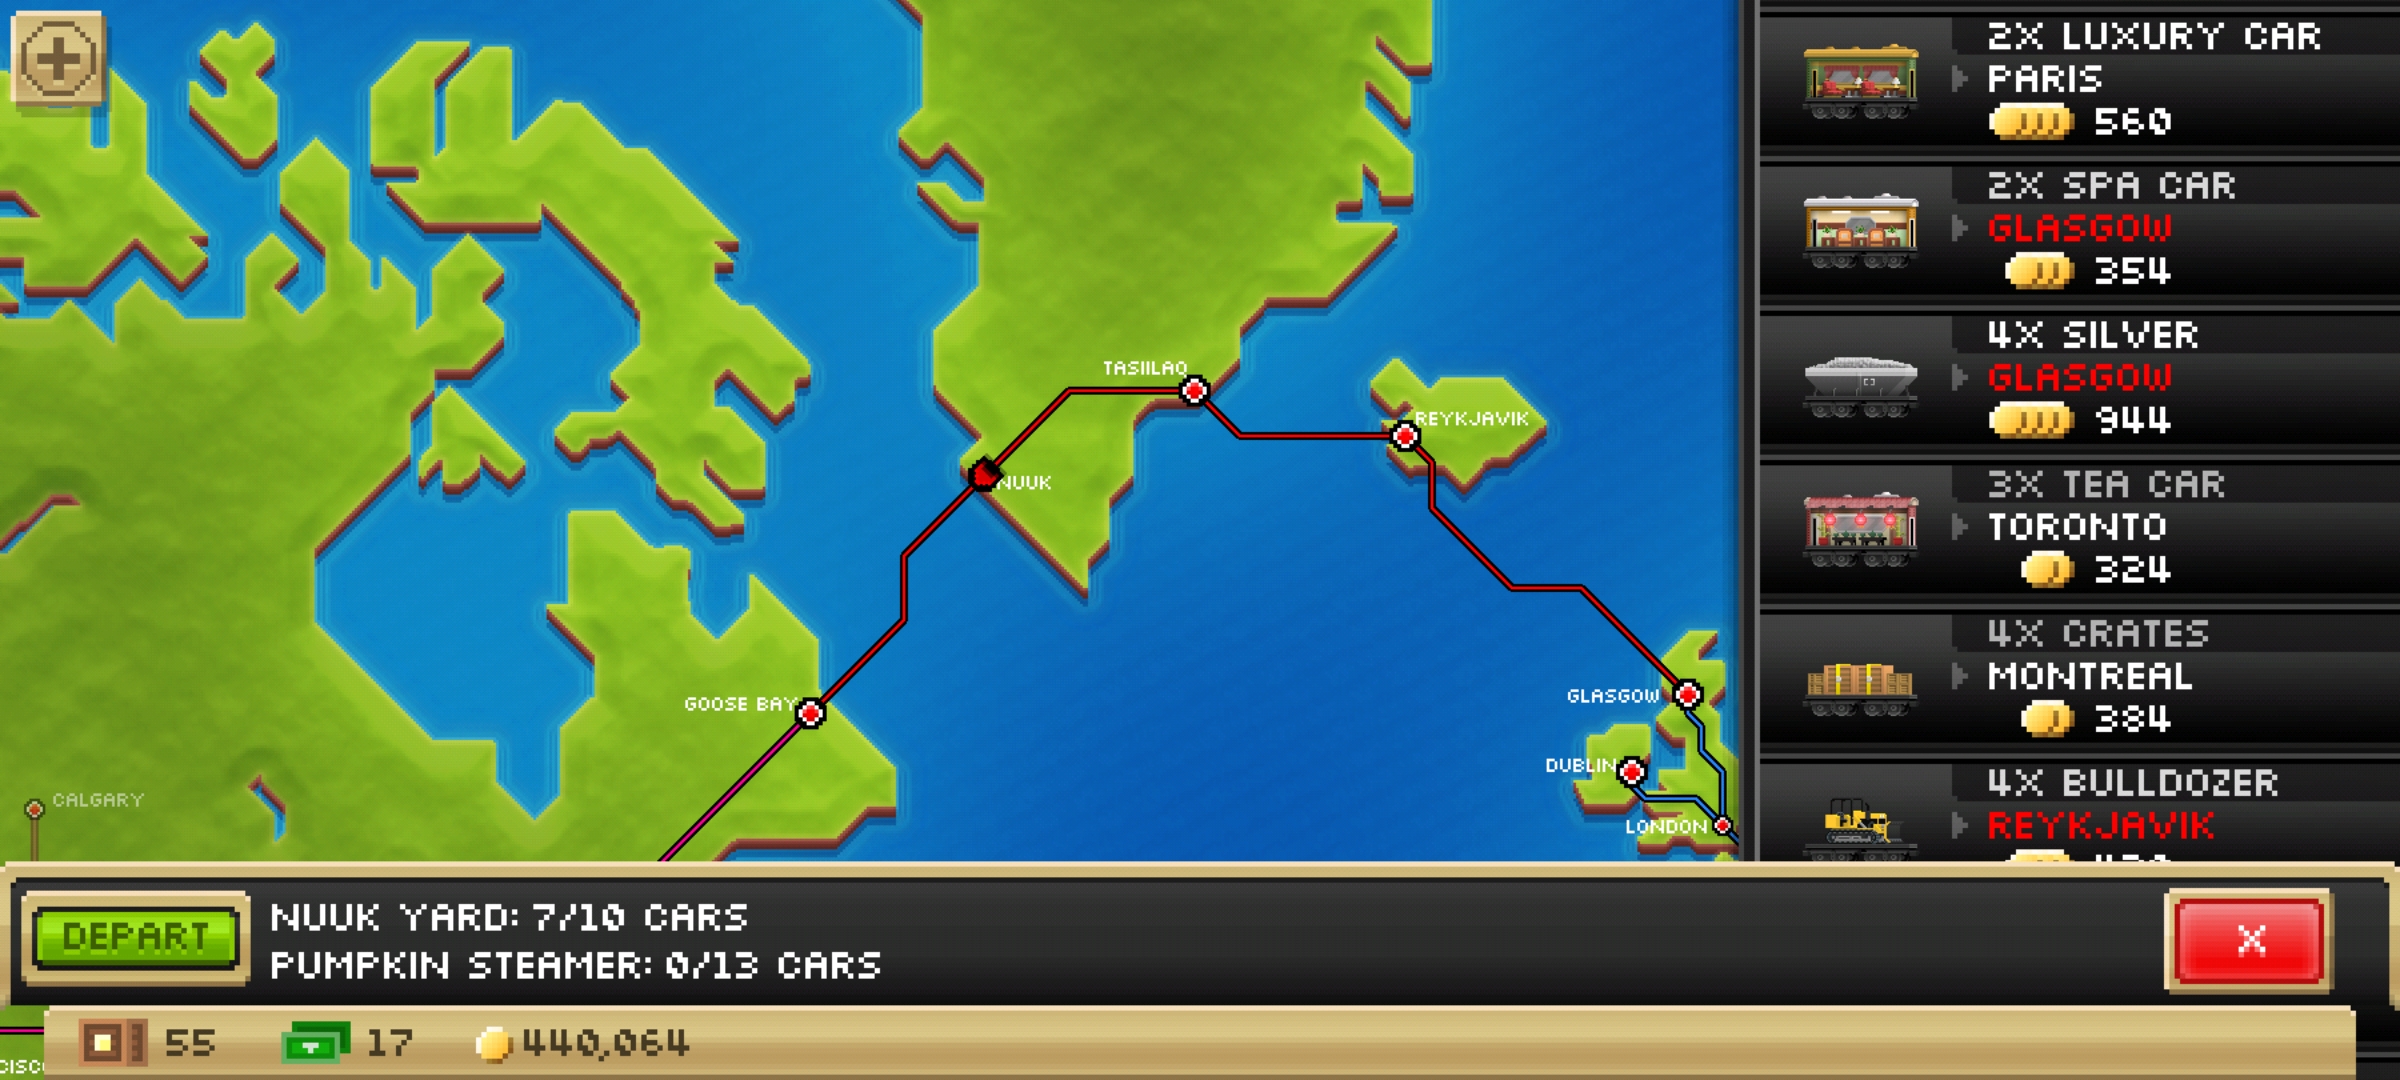 TASIILAQ
REYKJAVIK
NUUK
GOOSE BAY
GLASGOW
DUBLIN
LONDON
CALGARY
2X LUXURY CAR
PARIS
560
2X SPA CAR
GLASGOW
354
4X SILVER
GLASGOW
944
3X TEA CAR
TORONTO
324
4X CRATES
MONTREAL
384
4X BULLDOZER
REYKJAVIK
DEPART
NUUK YARD: 7/10 CARS
PUMPKIN STEAMER: 0/13 CARS
X
55
17
440,064